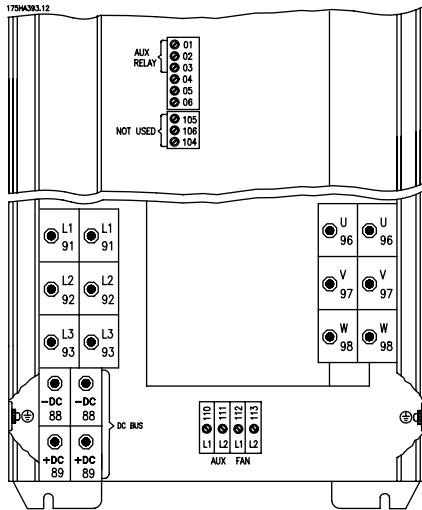 175HA393.12
AUX
RELAY
01
02
03
04
05
06
NOT USED
105
106
104
L1 L1
91 91
L2 L2
92 92
L3 L3
93 93
U U
96 96
V V
97 97
W W
98 98
-DC -DC
88 88
DC BUS
+DC +DC
89 89
110 111 112 113
L1 L2 L1 L2
AUX FAN